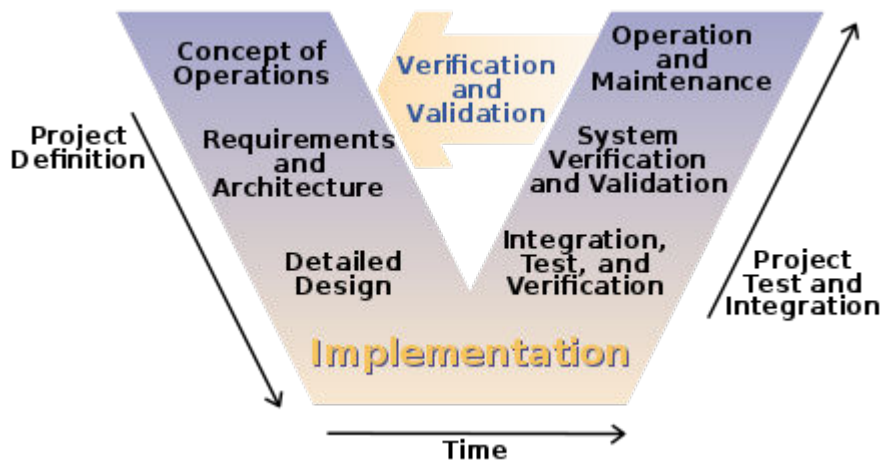 Concept of
Operations
Verification
and
Validation
Operation
and
Maintenance
Project
Definition
Requirements
and
Architecture
System
Verification
and Validation
Detailed
Design
Integration,
Test, and
Verification
Project
Test and
Integration
Implementation
Time